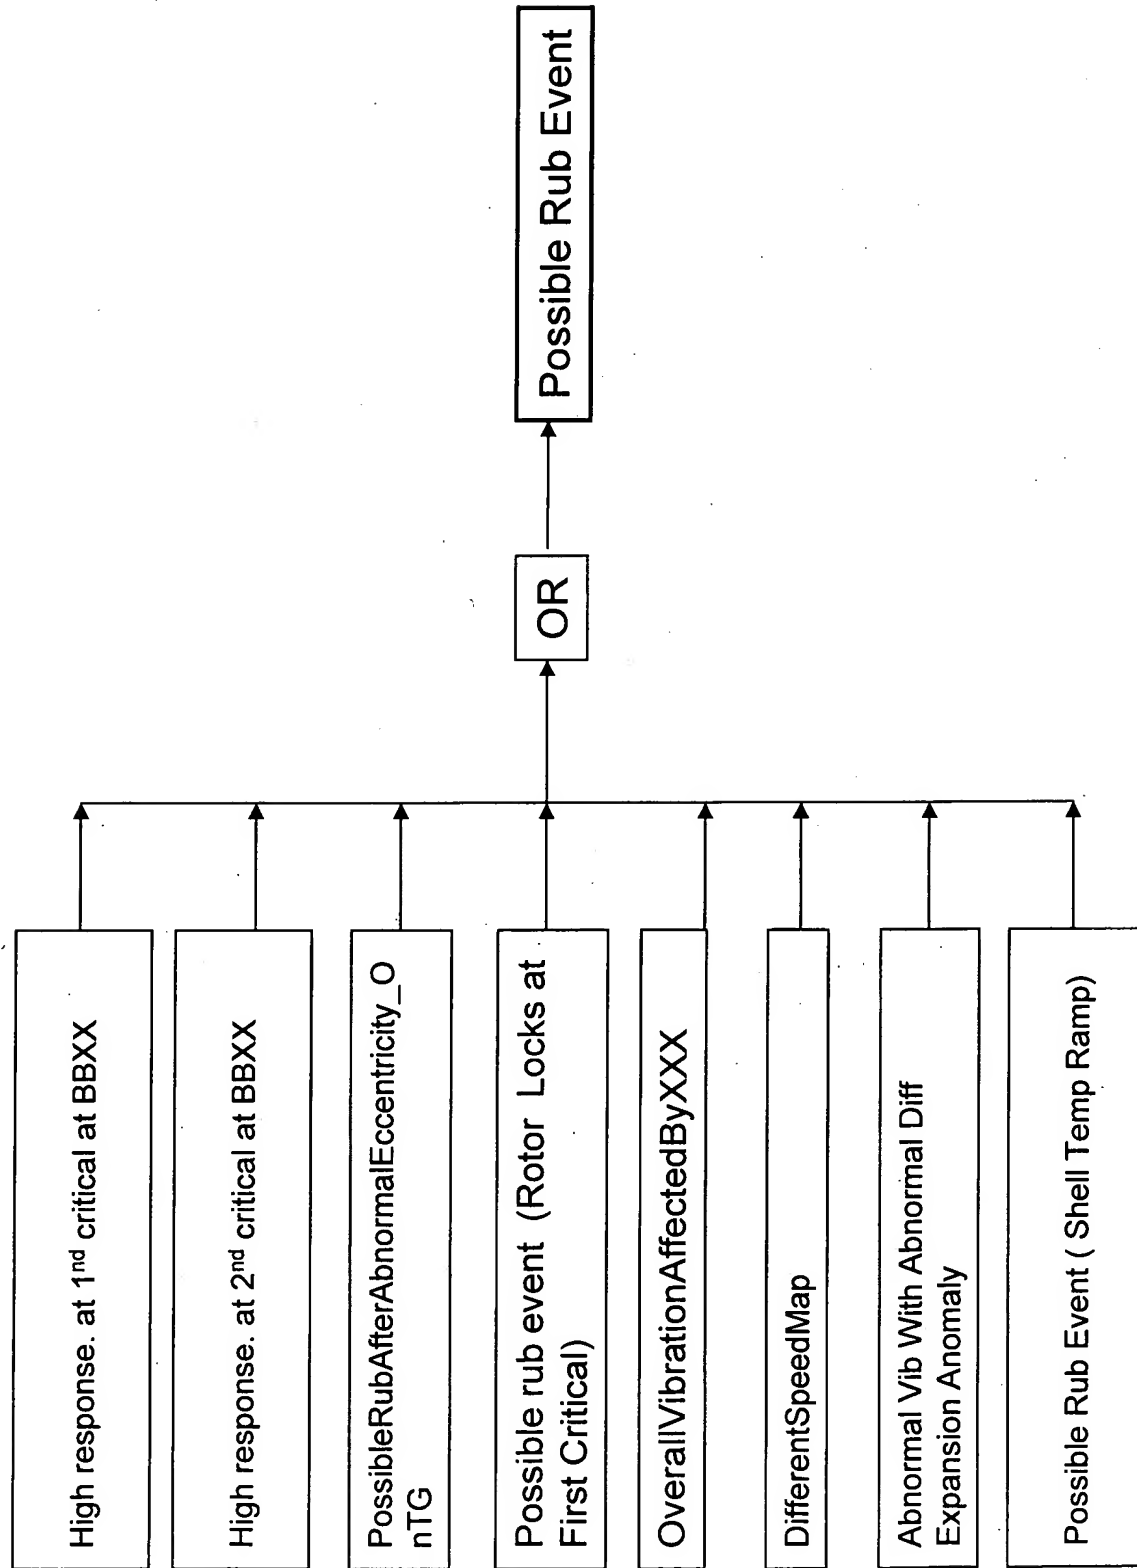 High response. at 1nd critical at BBXX
High response. at 2nd critical at BBXX
PossibleRubAfterAbnormalEccentricity_O
nTG
Possible rub event (Rotor Locks at
First Critical)
OverallVibrationAffectedByXXX
DifferentSpeedMap
Abnormal Vib With Abnormal Diff
Expansion Anomaly
Possible Rub Event ( Shell Temp Ramp)
OR
Possible Rub Event